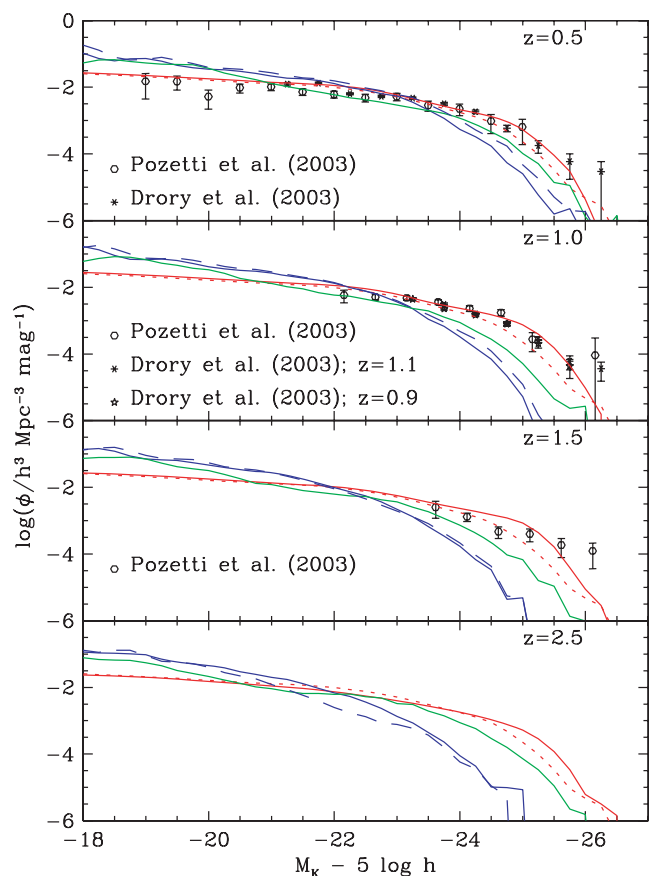 0
-2
-4
-6
z=0.5
Pozetti et al. (2003)
Drory et al. (2003)
-2
-4
-6
z=1.0
Pozetti et al. (2003)
Drory et al. (2003); z=1.1
Drory et al. (2003); z=0.9
-2
-4
-6
z=1.5
Pozetti et al. (2003)
-2
-4
-6
z=2.5
log(φ/h³ Mpc⁻³ mag⁻¹)
-18 -20 -22 -24 -26
M_K − 5 log h